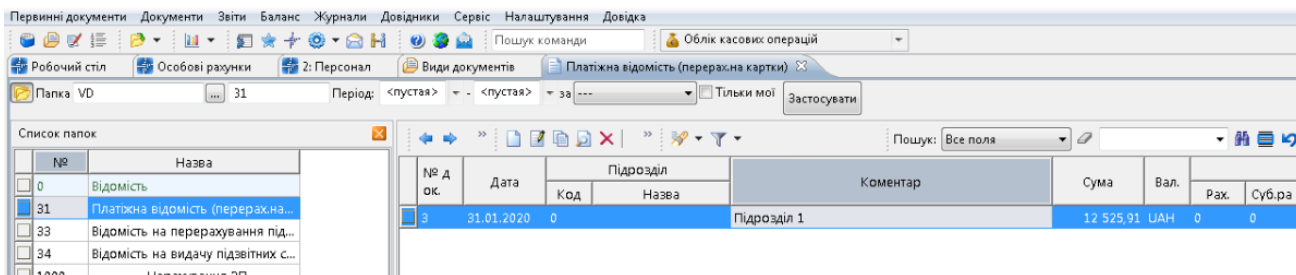 Первинні документи Документи Звіти Баланс Журнали Довідники Сервіс Налаштування Довідка
Пошук команди Облік касових операцій
Робочий стіл Особові рахунки 2: Персонал Види документів Платіжна відомість (перерах.на картки)
Папка VD ... 31 Період: <пустая> - <пустая> за --- Тільки мої Застосувати
Список папок
Пошук: Все поля
№ Назва
№ д ок. Дата Підрозділ Коментар Сума Вал.
Код Назва Рах. Суб.ра
0 Відомість
31 Платіжна відомість (перерах.на...
3 31.01.2020 0 Підрозділ 1 12 525,91 UAH 0 0
33 Відомість на перерахування під...
34 Відомість на видачу підзвітних с...